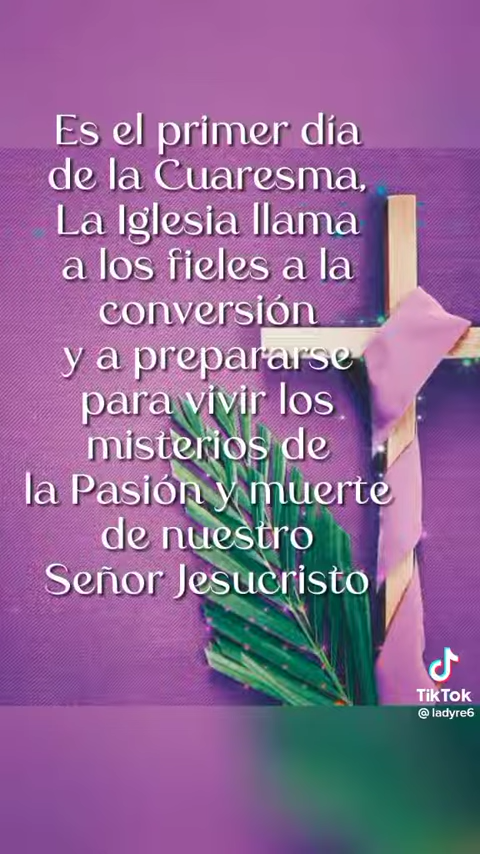 Es el primer día
de la Cuaresma,
La Iglesia llama
a los fieles a la
conversión
y a prepararse
para vivir los
misterios de
la Pasión y muerte
de nuestro
Señor Jesucristo
TikTok
@ladyre6